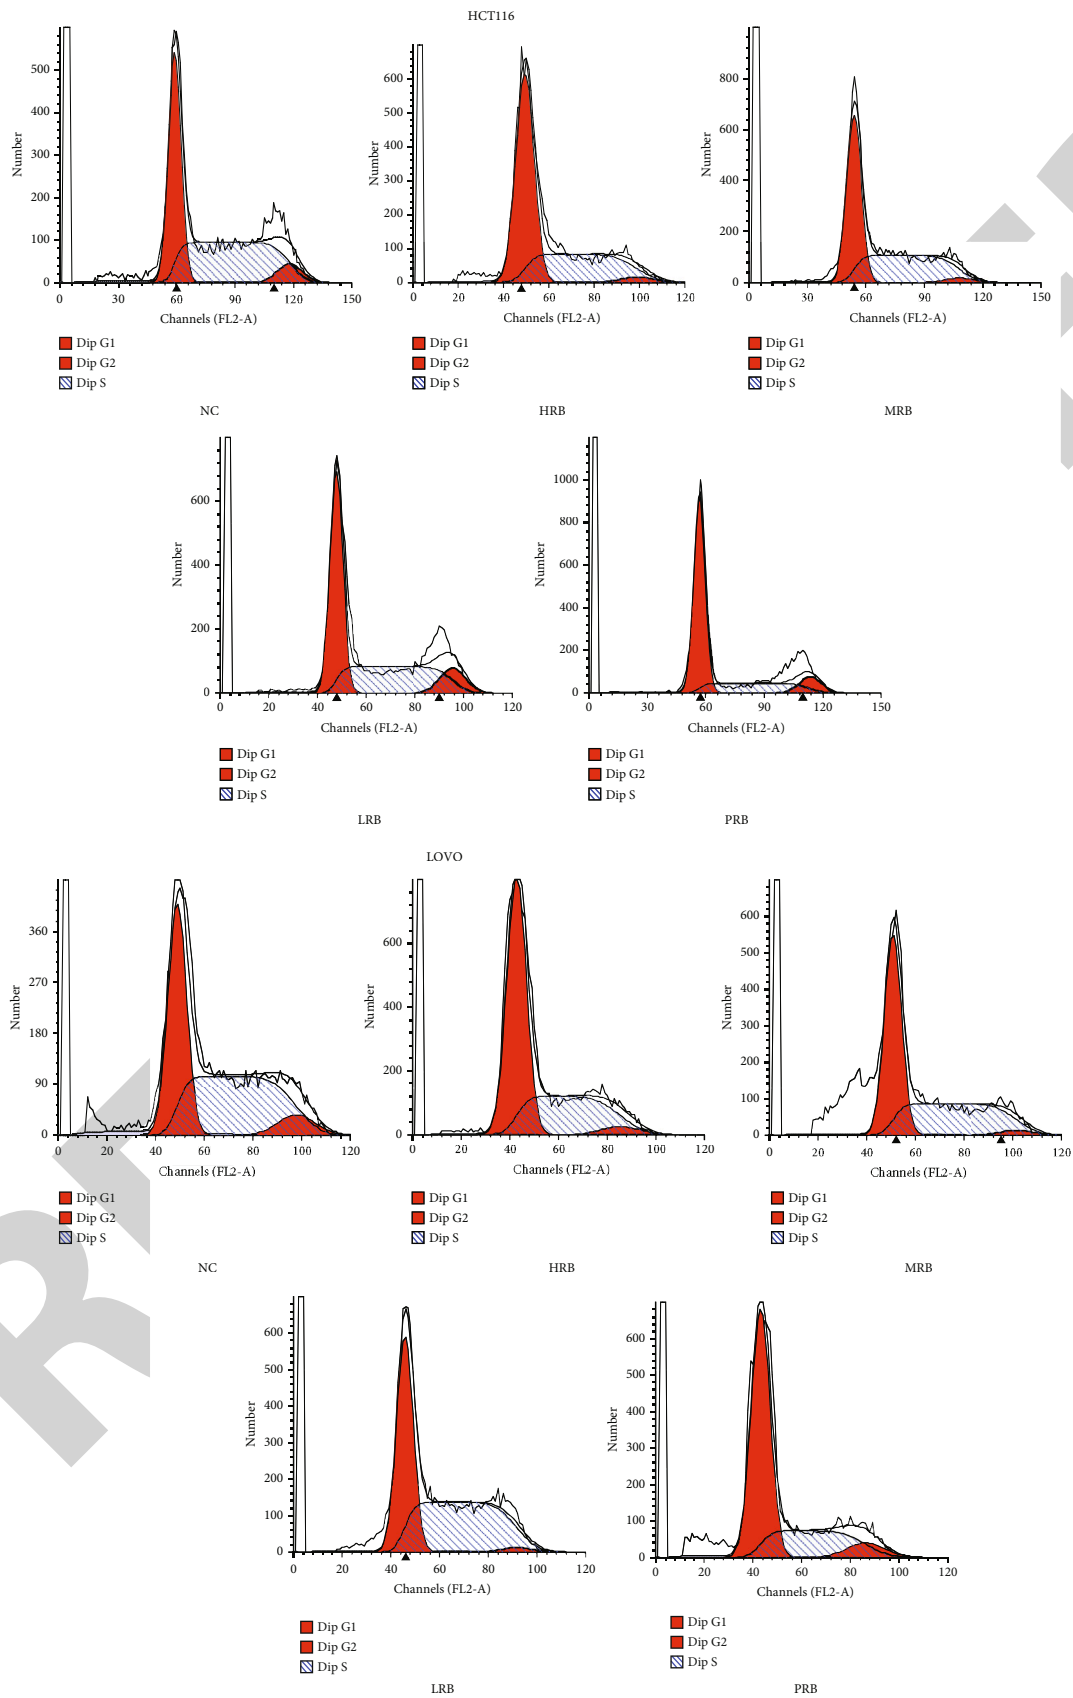 HCT116
500
400
300
200
100
0
Number
0 30 60 90 120 150
Channels (FL2-A)
Dip G1
Dip G2
Dip S
NC
600
500
400
300
200
100
0
Number
0 20 40 60 80 100 120
Channels (FL2-A)
Dip G1
Dip G2
Dip S
HRB
800
600
400
200
0
Number
0 30 60 90 120 150
Channels (FL2-A)
Dip G1
Dip G2
Dip S
MRB
600
400
200
0
Number
0 20 40 60 80 100 120
Channels (FL2-A)
Dip G1
Dip G2
Dip S
LRB
1000
800
600
400
200
0
Number
0 30 60 90 120 150
Channels (FL2-A)
Dip G1
Dip G2
Dip S
PRB
LOVO
360
270
180
90
0
Number
0 20 40 60 80 100 120
Channels (FL2-A)
Dip G1
Dip G2
Dip S
NC
600
400
200
0
Number
0 20 40 60 80 100 120
Channels (FL2-A)
Dip G1
Dip G2
Dip S
HRB
600
500
400
300
200
100
0
Number
0 20 40 60 80 100 120
Channels (FL2-A)
Dip G1
Dip G2
Dip S
MRB
600
500
400
300
200
100
0
Number
0 20 40 60 80 100 120
Channels (FL2-A)
Dip G1
Dip G2
Dip S
LRB
600
500
400
300
200
100
0
Number
0 20 40 60 80 100 120
Channels (FL2-A)
Dip G1
Dip G2
Dip S
PRB